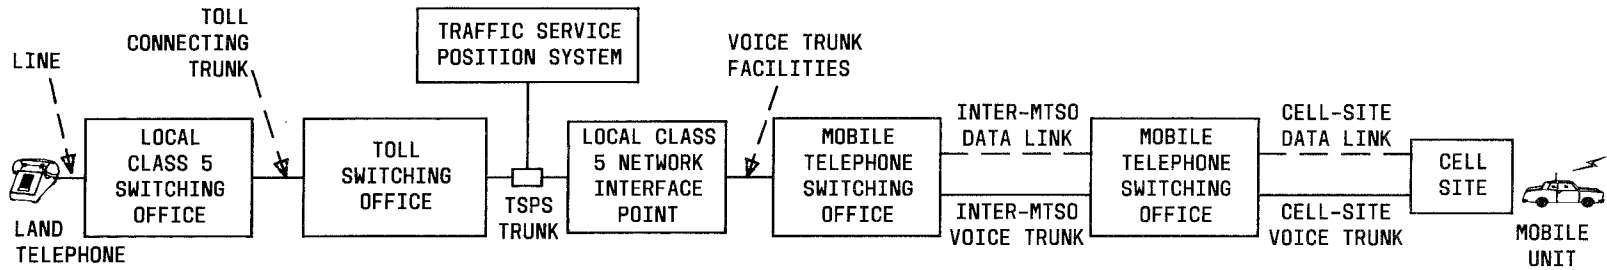 LINE
LAND
TELEPHONE
LOCAL
CLASS 5
SWITCHING
OFFICE
TOLL
CONNECTING
TRUNK
TOLL
SWITCHING
OFFICE
TRAFFIC SERVICE
POSITION SYSTEM
TSPS
TRUNK
LOCAL CLASS
5 NETWORK
INTERFACE
POINT
VOICE TRUNK
FACILITIES
MOBILE
TELEPHONE
SWITCHING
OFFICE
INTER-MTSO
DATA LINK
INTER-MTSO
VOICE TRUNK
MOBILE
TELEPHONE
SWITCHING
OFFICE
CELL-SITE
DATA LINK
CELL-SITE
VOICE TRUNK
CELL
SITE
MOBILE
UNIT